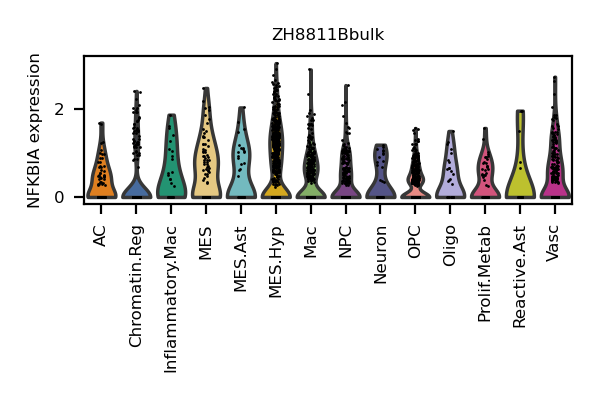 ZH8811Bbulk
NFKBIA expression
2
0
AC
Chromatin.Reg
Inflammatory.Mac
MES
MES.Ast
MES.Hyp
Mac
NPC
Neuron
OPC
Oligo
Prolif.Metab
Reactive.Ast
Vasc